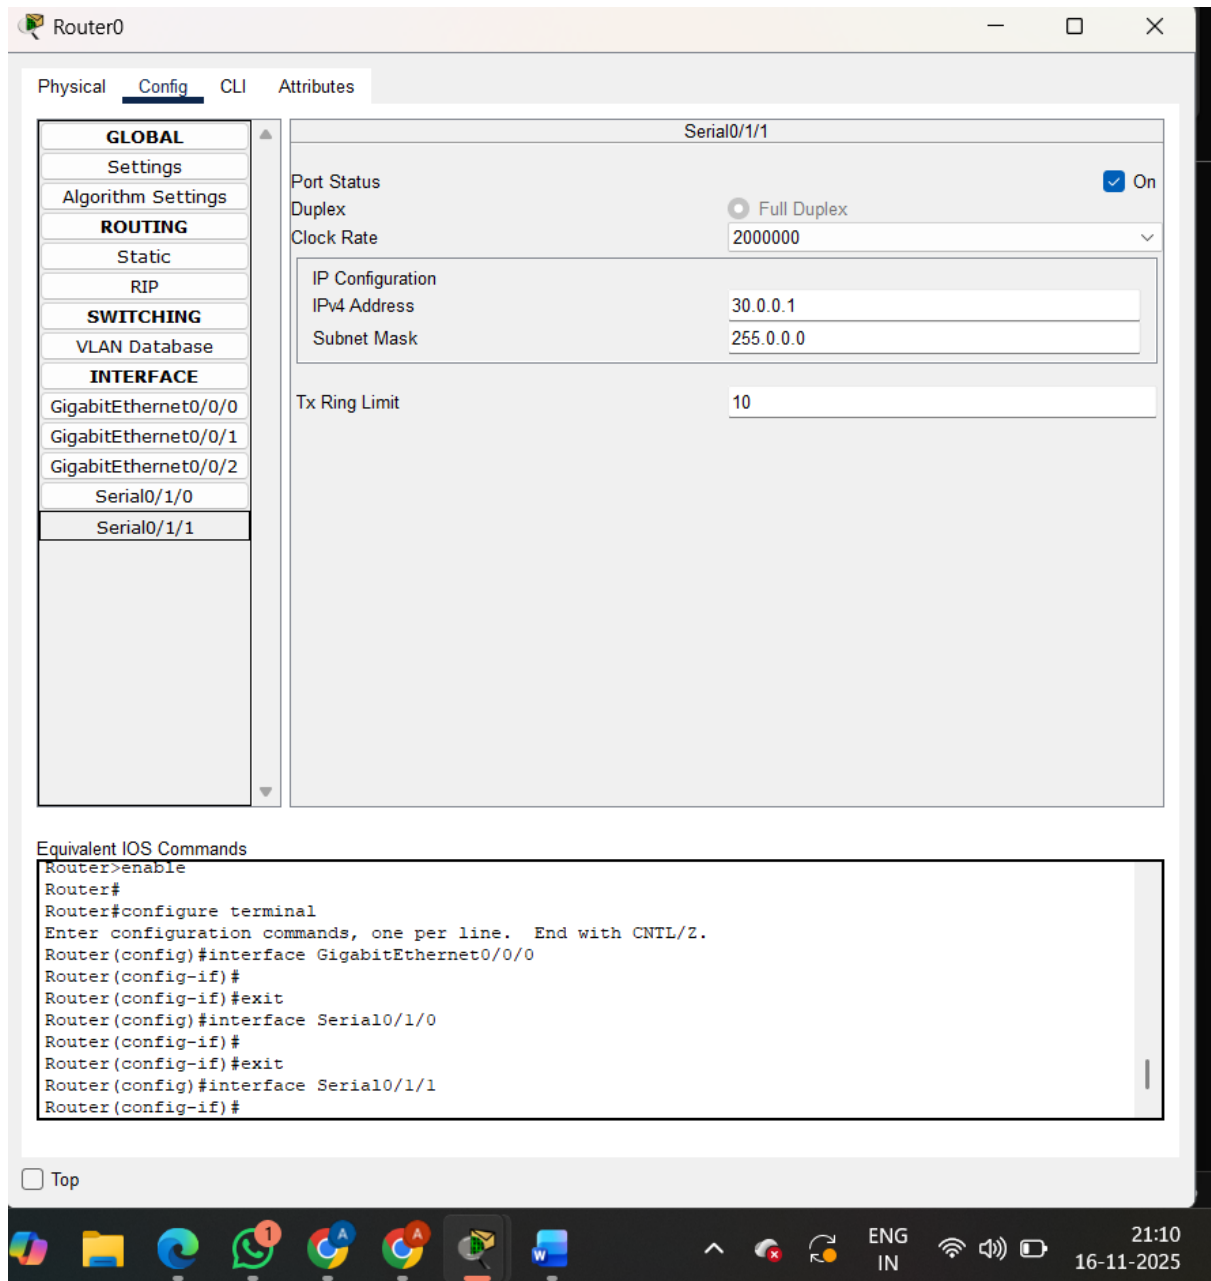 Router0
Physical Config CLI Attributes
GLOBAL
Settings
Algorithm Settings
ROUTING
Static
RIP
SWITCHING
VLAN Database
INTERFACE
GigabitEthernet0/0/0
GigabitEthernet0/0/1
GigabitEthernet0/0/2
Serial0/1/0
Serial0/1/1
Serial0/1/1
Port Status On
Duplex Full Duplex
Clock Rate 2000000
IP Configuration
IPv4 Address 30.0.0.1
Subnet Mask 255.0.0.0
Tx Ring Limit 10
Equivalent IOS Commands
Router>enable
Router#
Router#configure terminal
Enter configuration commands, one per line. End with CNTL/Z.
Router(config)#interface GigabitEthernet0/0/0
Router(config-if)#
Router(config-if)#exit
Router(config)#interface Serial0/1/0
Router(config-if)#
Router(config-if)#exit
Router(config)#interface Serial0/1/1
Router(config-if)#
Top
1 A A W
ENG
IN
21:10
16-11-2025